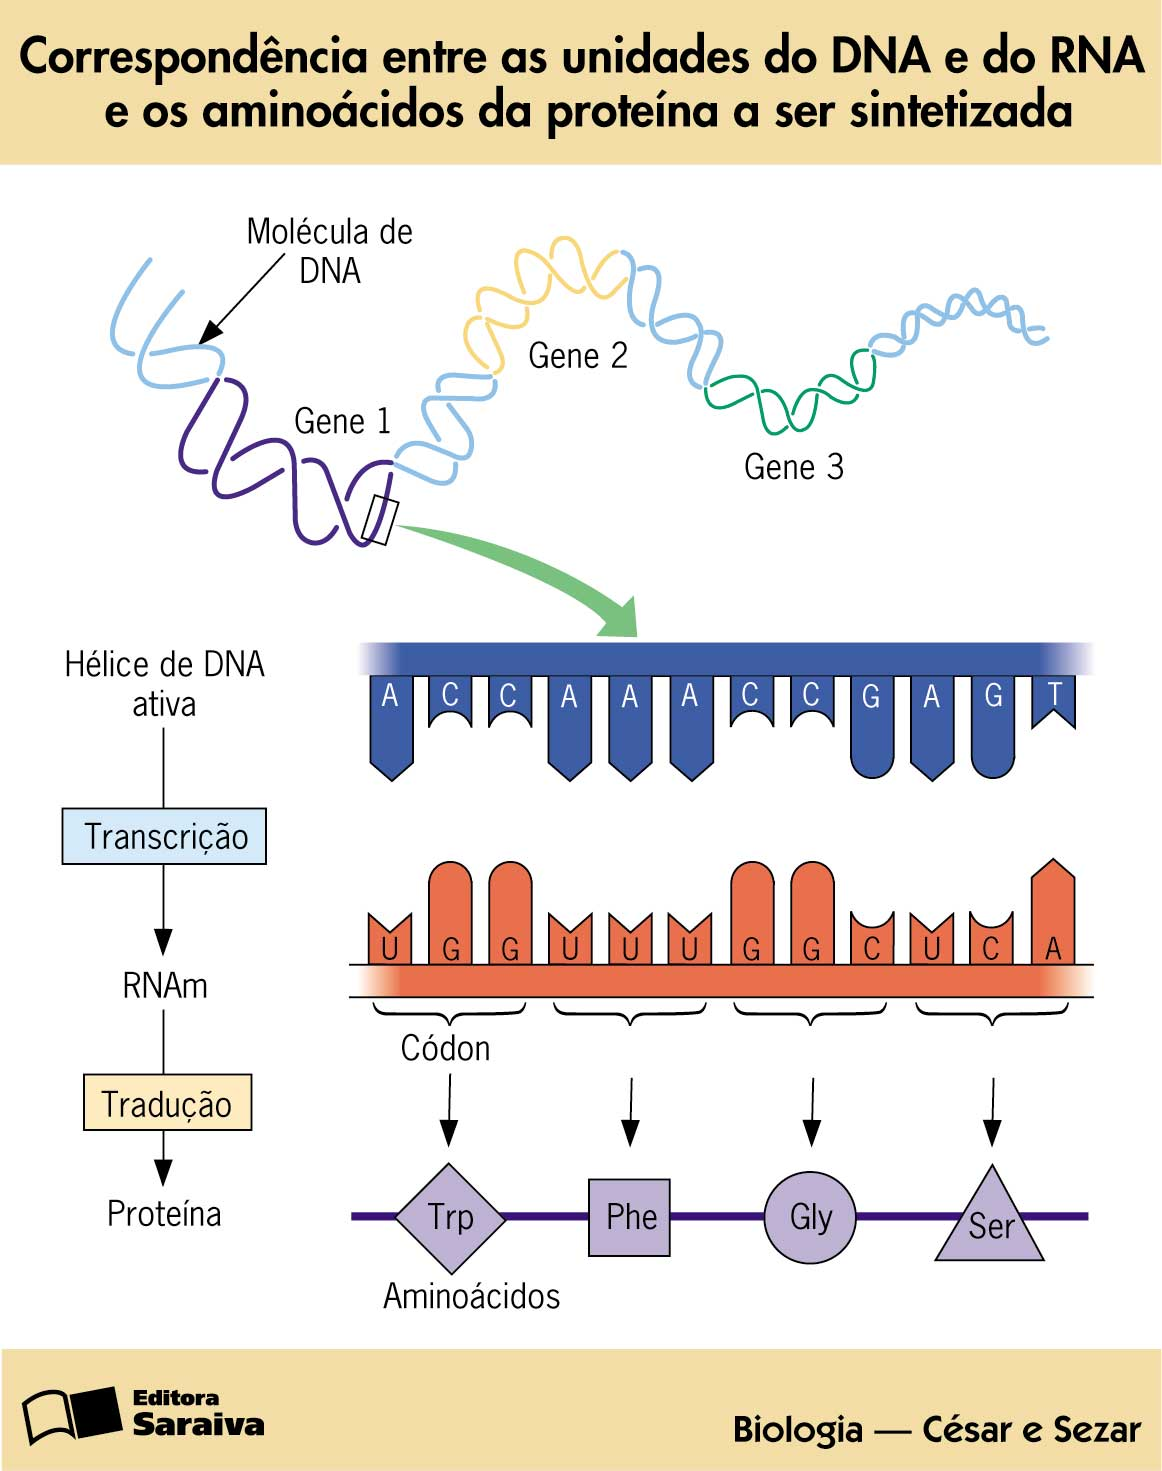 Correspondência entre as unidades do DNA e do RNA
e os aminoácidos da proteína a ser sintetizada
Molécula de
DNA
Gene 1
Gene 2
Gene 3
Hélice de DNA
ativa
A C C A A A C C G A G T
Transcrição
U G G U U U G G C U C A
RNAm
Códon
Tradução
Proteína
Trp Phe Gly Ser
Aminoácidos
Editora
Saraiva
Biologia — César e Sezar